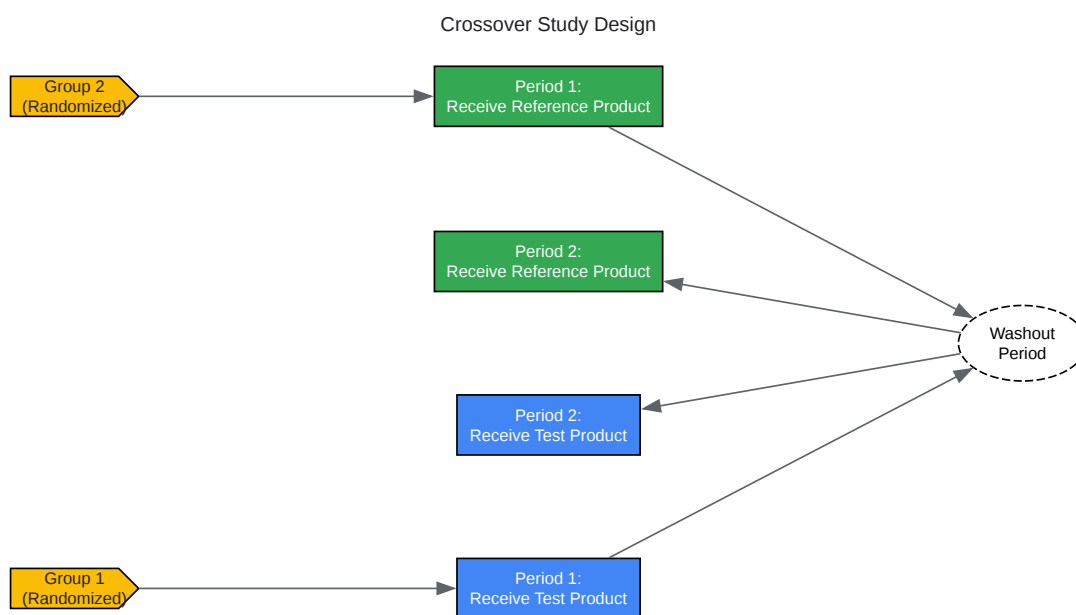 Crossover Study Design
Group 2
(Randomized)
Period 1:
Receive Reference Product
Period 2:
Receive Reference Product
Washout
Period
Period 2:
Receive Test Product
Group 1
(Randomized)
Period 1:
Receive Test Product